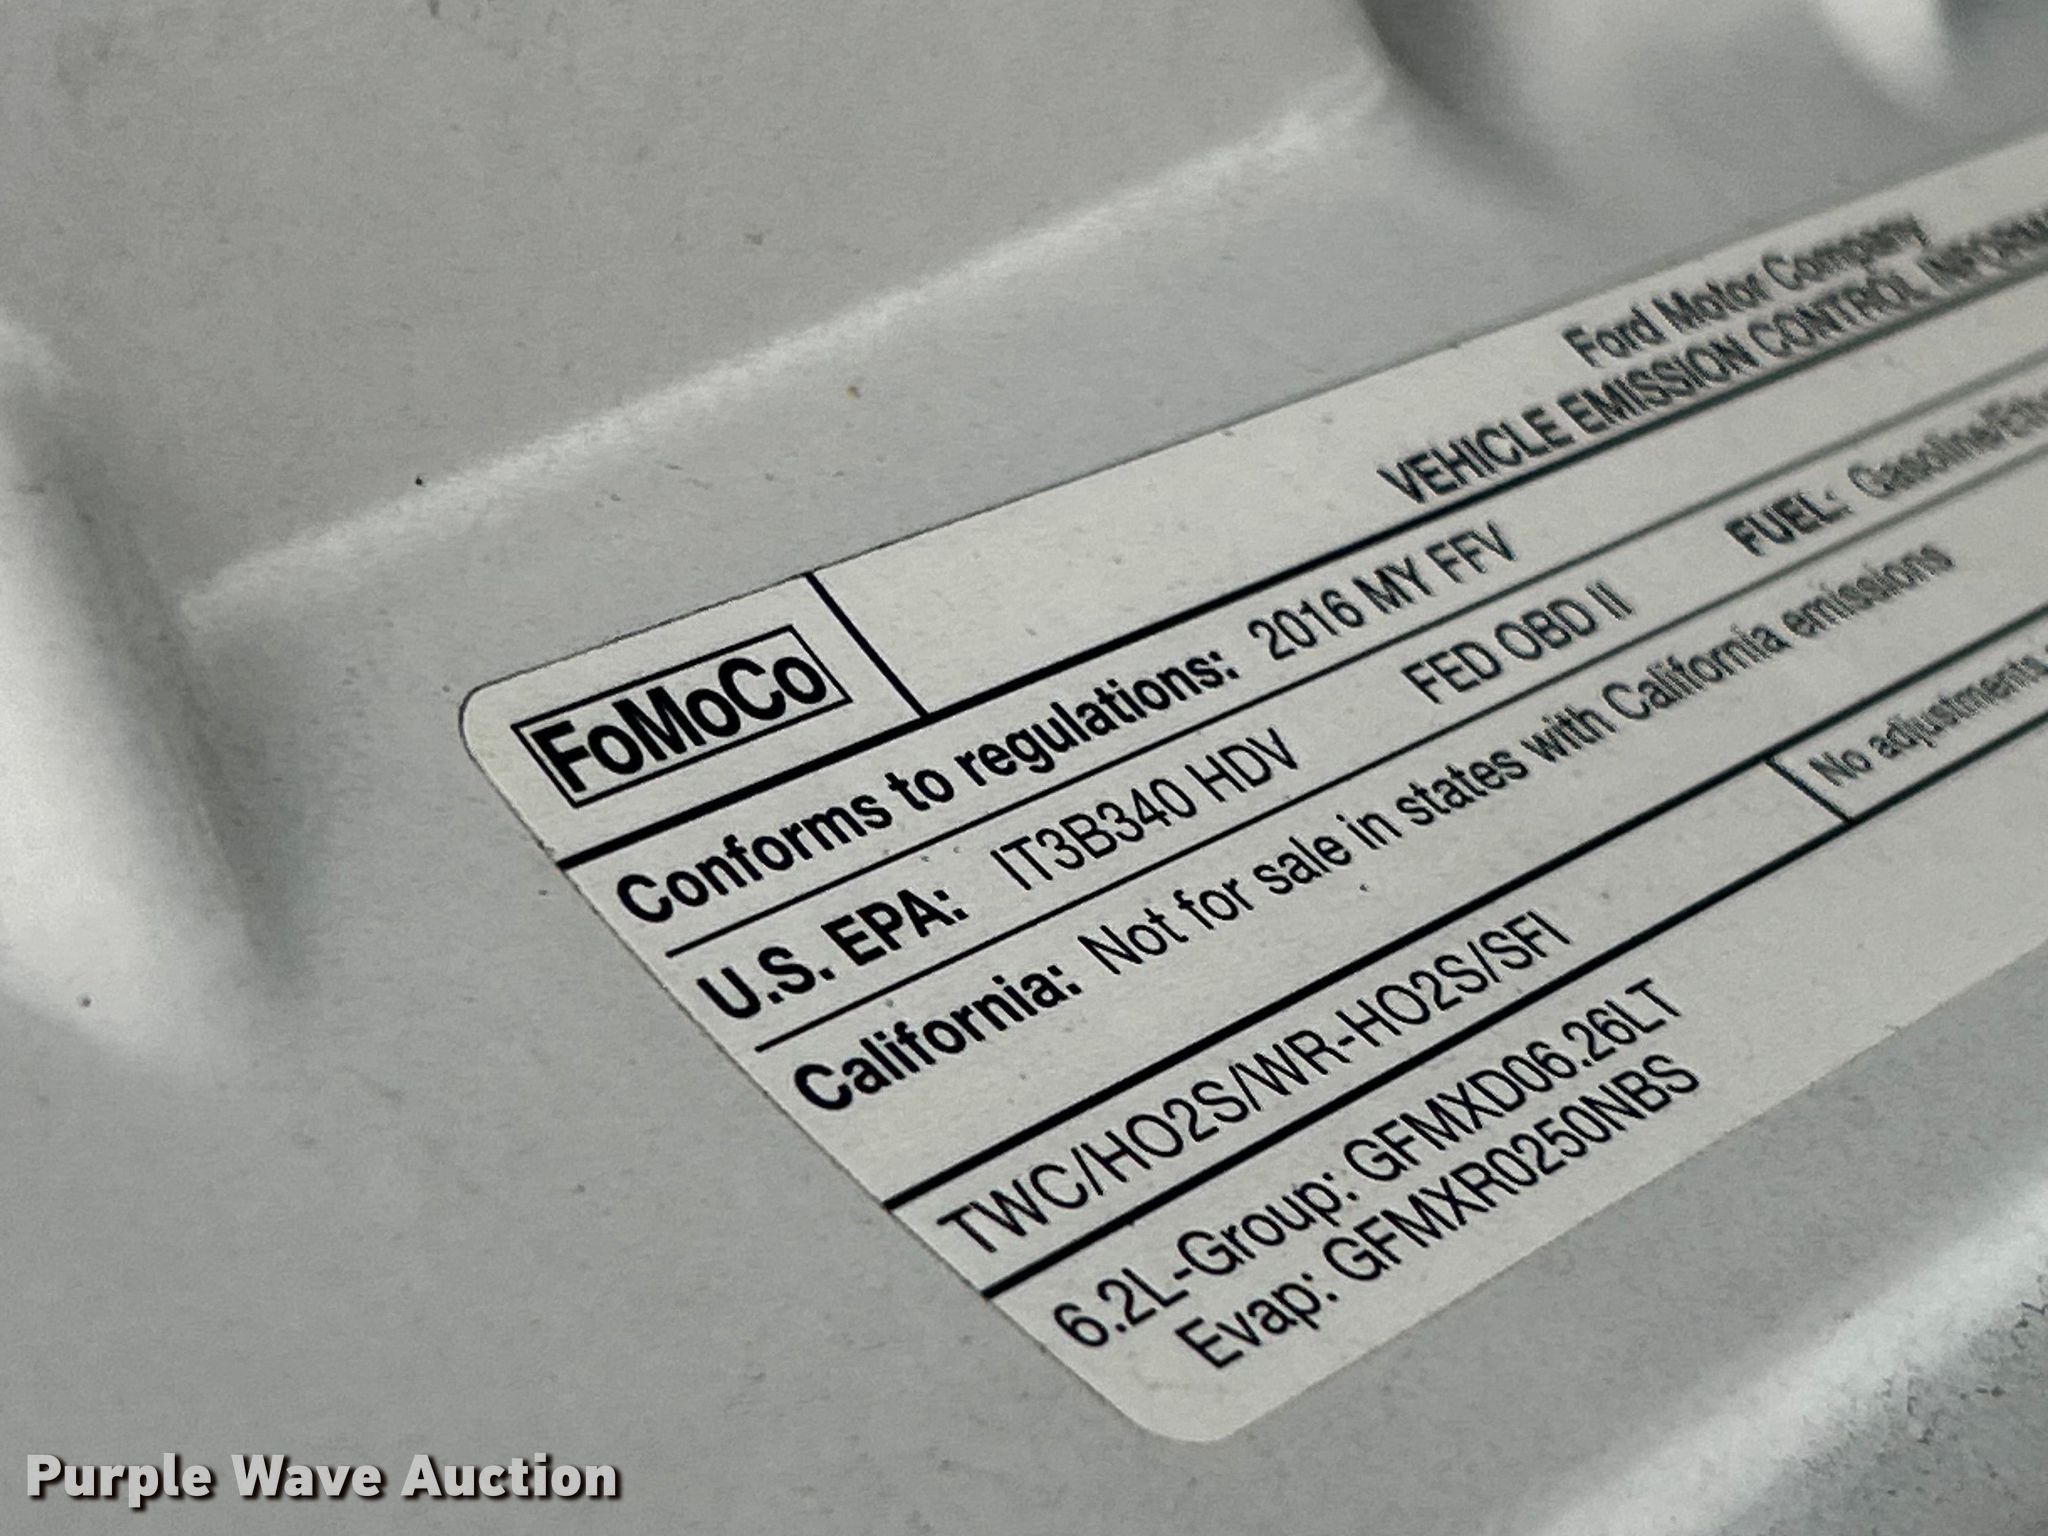 FoMoCo
Ford Motor Company
VEHICLE EMISSION CONTROL
Conforms to regulations: 2016 MY FFV
U.S. EPA: IT3B340 HDV FED OBD II FUEL:
California: Not for sale in states with California emissions
TWC/HO2S/WR-HO2S/SFI No adjustments
6.2L-Group: GFMXD06.26LT
Evap: GFMXR0250NBS
Purple Wave Auction